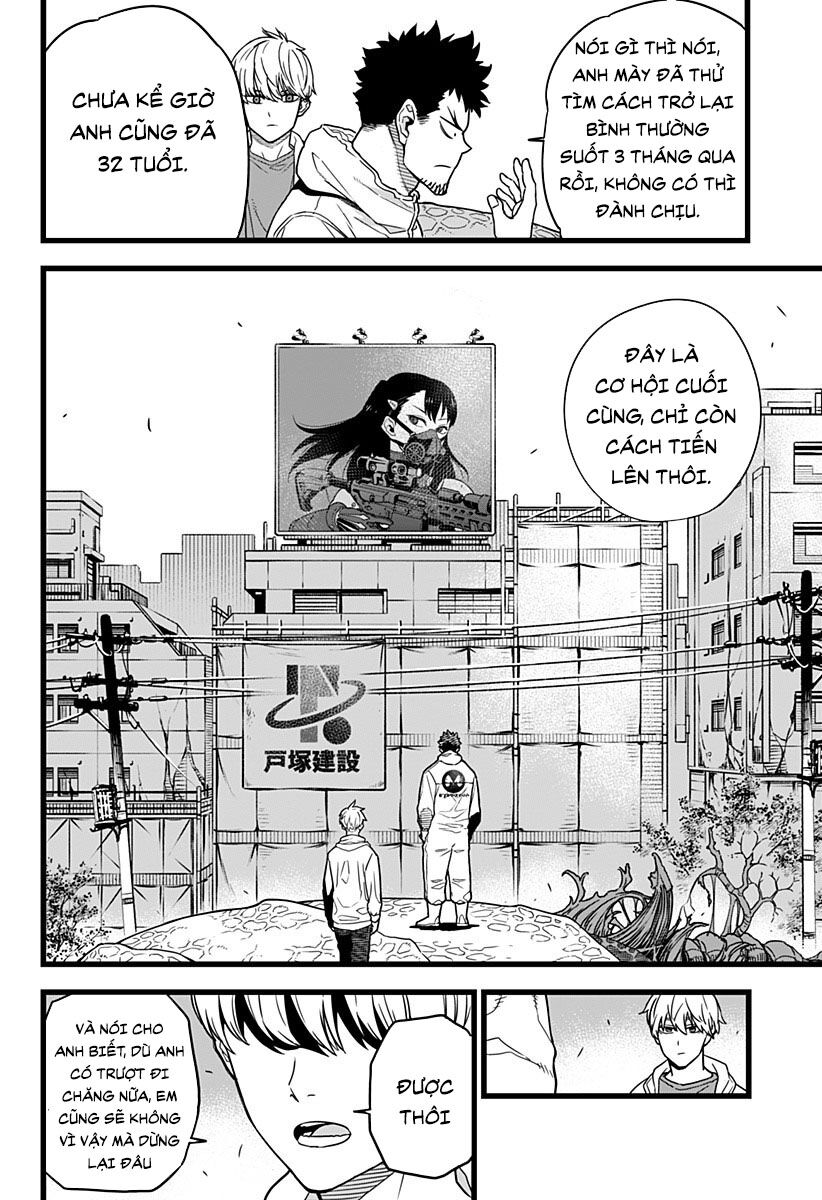 NÓI GÌ THÌ NÓI,
ANH MÀY ĐÃ THỬ
TÌM CÁCH TRỞ LẠI
BÌNH THƯỜNG
SUỐT 3 THÁNG QUA
RỒI, KHÔNG CÓ THÌ
ĐÀNH CHỊU.
CHƯA KỂ GIỜ
ANH CŨNG ĐÃ
32 TUỔI.
ĐÂY LÀ
CƠ HỘI CUỐI
CÙNG, CHỈ CÒN
CÁCH TIẾN
LÊN THÔI.
戸塚建設
ĐƯỢC
THÔI
VÀ NÓI CHO
ANH BIẾT, DÙ ANH
CÓ TRƯỢT ĐI
CHĂNG NỮA, EM
CŨNG SẼ KHÔNG
VÌ VẬY MÀ DỪNG
LẠI ĐÂU